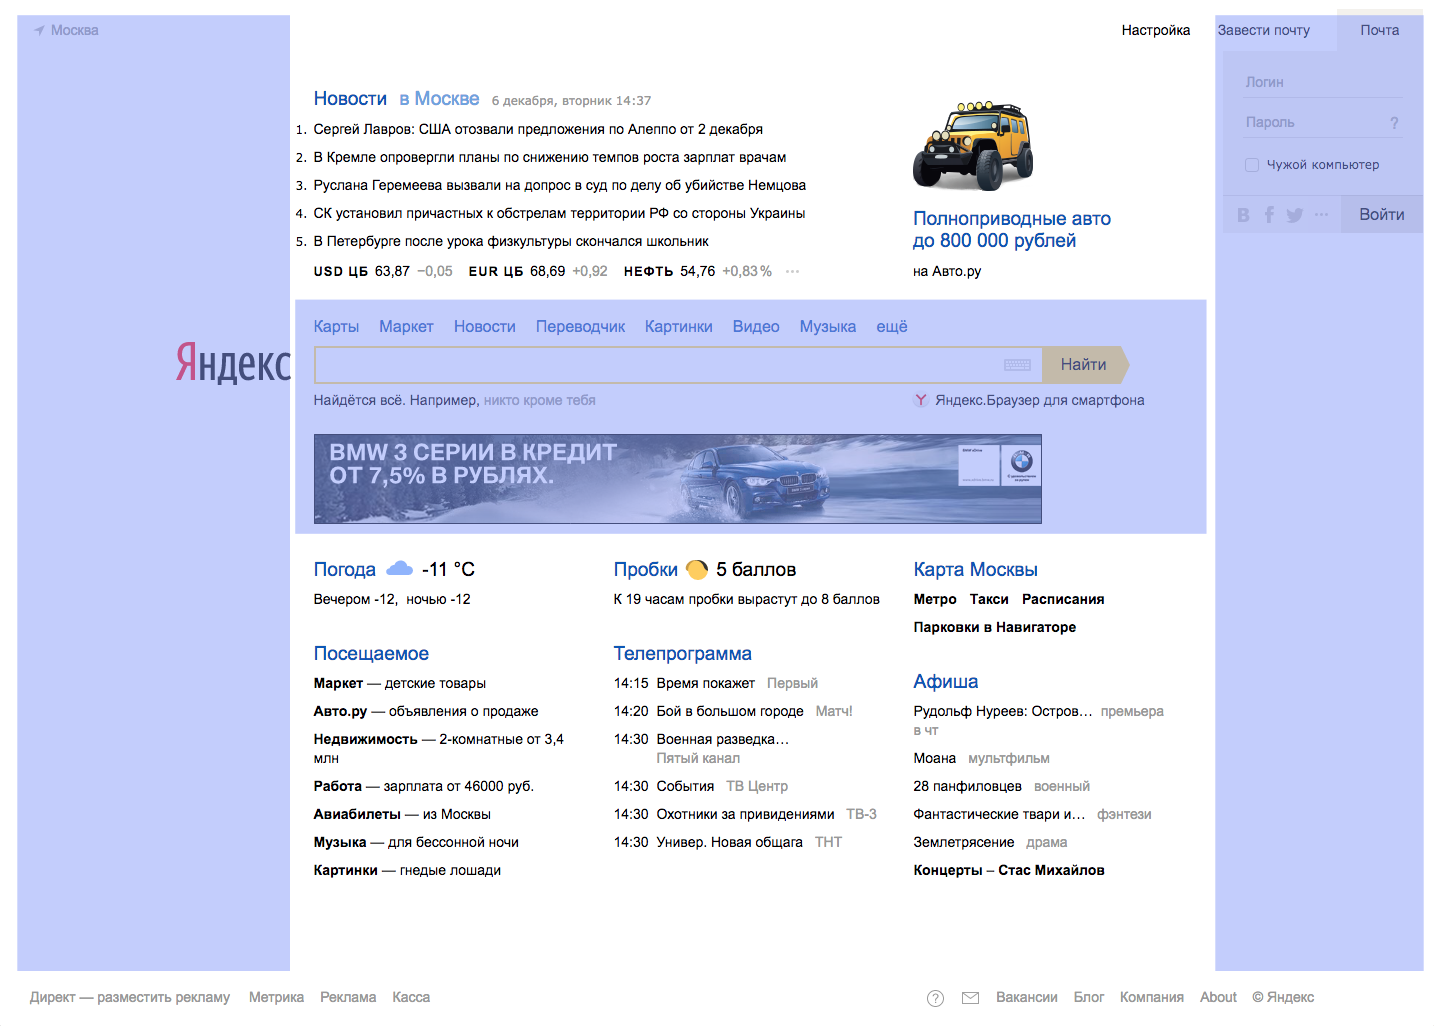 Москва
Настройка
Завести почту
Почта
Логин
Пароль ?
Чужой компьютер
Войти
Новости в Москве 6 декабря, вторник 14:37
1. Сергей Лавров: США отозвали предложения по Алеппо от 2 декабря
2. В Кремле опровергли планы по снижению темпов роста зарплат врачам
3. Руслана Геремеева вызвали на допрос в суд по делу об убийстве Немцова
4. СК установил причастных к обстрелам территории РФ со стороны Украины
5. В Петербурге после урока физкультуры скончался школьник
USD ЦБ 63,87 −0,05 EUR ЦБ 68,69 +0,92 НЕФТЬ 54,76 +0,83% ···
Полноприводные авто
до 800 000 рублей
на Авто.ру
Карты Маркет Новости Переводчик Картинки Видео Музыка ещё
Яндекс
Найти
Найдётся всё. Например, никто кроме тебя
Яндекс.Браузер для смартфона
BMW 3 СЕРИИ В КРЕДИТ
ОТ 7,5% В РУБЛЯХ.
Погода -11 °C
Вечером -12, ночью -12
Пробки 5 баллов
К 19 часам пробки вырастут до 8 баллов
Карта Москвы
Метро Такси Расписания
Парковки в Навигаторе
Посещаемое
Маркет — детские товары
Авто.ру — объявления о продаже
Недвижимость — 2-комнатные от 3,4
млн
Работа — зарплата от 46000 руб.
Авиабилеты — из Москвы
Музыка — для бессонной ночи
Картинки — гнедые лошади
Телепрограмма
14:15 Время покажет Первый
14:20 Бой в большом городе Матч!
14:30 Военная разведка…
Пятый канал
14:30 События ТВ Центр
14:30 Охотники за привидениями ТВ-3
14:30 Универ. Новая общага ТНТ
Афиша
Рудольф Нуреев: Остров… премьера
в чт
Моана мультфильм
28 панфиловцев военный
Фантастические твари и… фэнтези
Землетрясение драма
Концерты – Стас Михайлов
Директ — разместить рекламу Метрика Реклама Касса
? Вакансии Блог Компания About © Яндекс